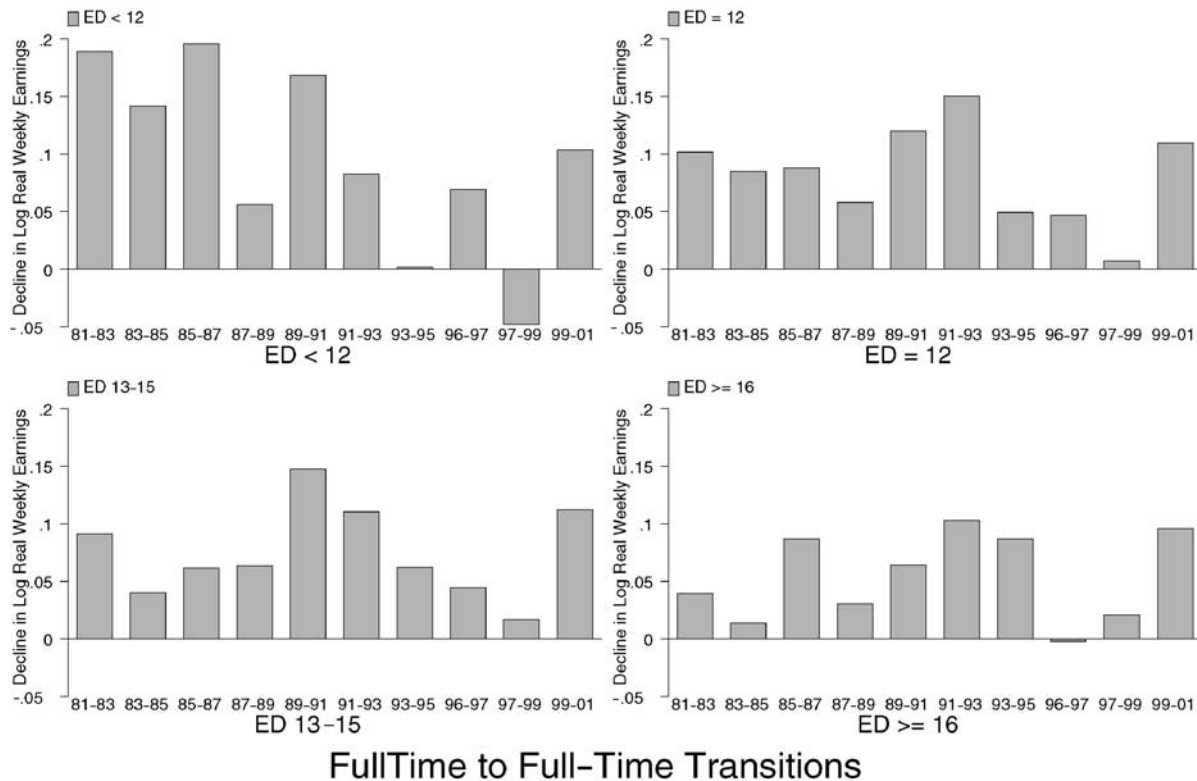 ED < 12
Decline in Log Real Weekly Earnings
.2
.15
.1
.05
0
-.05
81-83 83-85 85-87 87-89 89-91 91-93 93-95 96-97 97-99 99-01
ED < 12
ED = 12
Decline in Log Real Weekly Earnings
.2
.15
.1
.05
0
-.05
81-83 83-85 85-87 87-89 89-91 91-93 93-95 96-97 97-99 99-01
ED = 12
ED 13-15
Decline in Log Real Weekly Earnings
.2
.15
.1
.05
0
-.05
81-83 83-85 85-87 87-89 89-91 91-93 93-95 96-97 97-99 99-01
ED 13-15
ED >= 16
Decline in Log Real Weekly Earnings
.2
.15
.1
.05
0
-.05
81-83 83-85 85-87 87-89 89-91 91-93 93-95 96-97 97-99 99-01
ED >= 16
FullTime to Full-Time Transitions